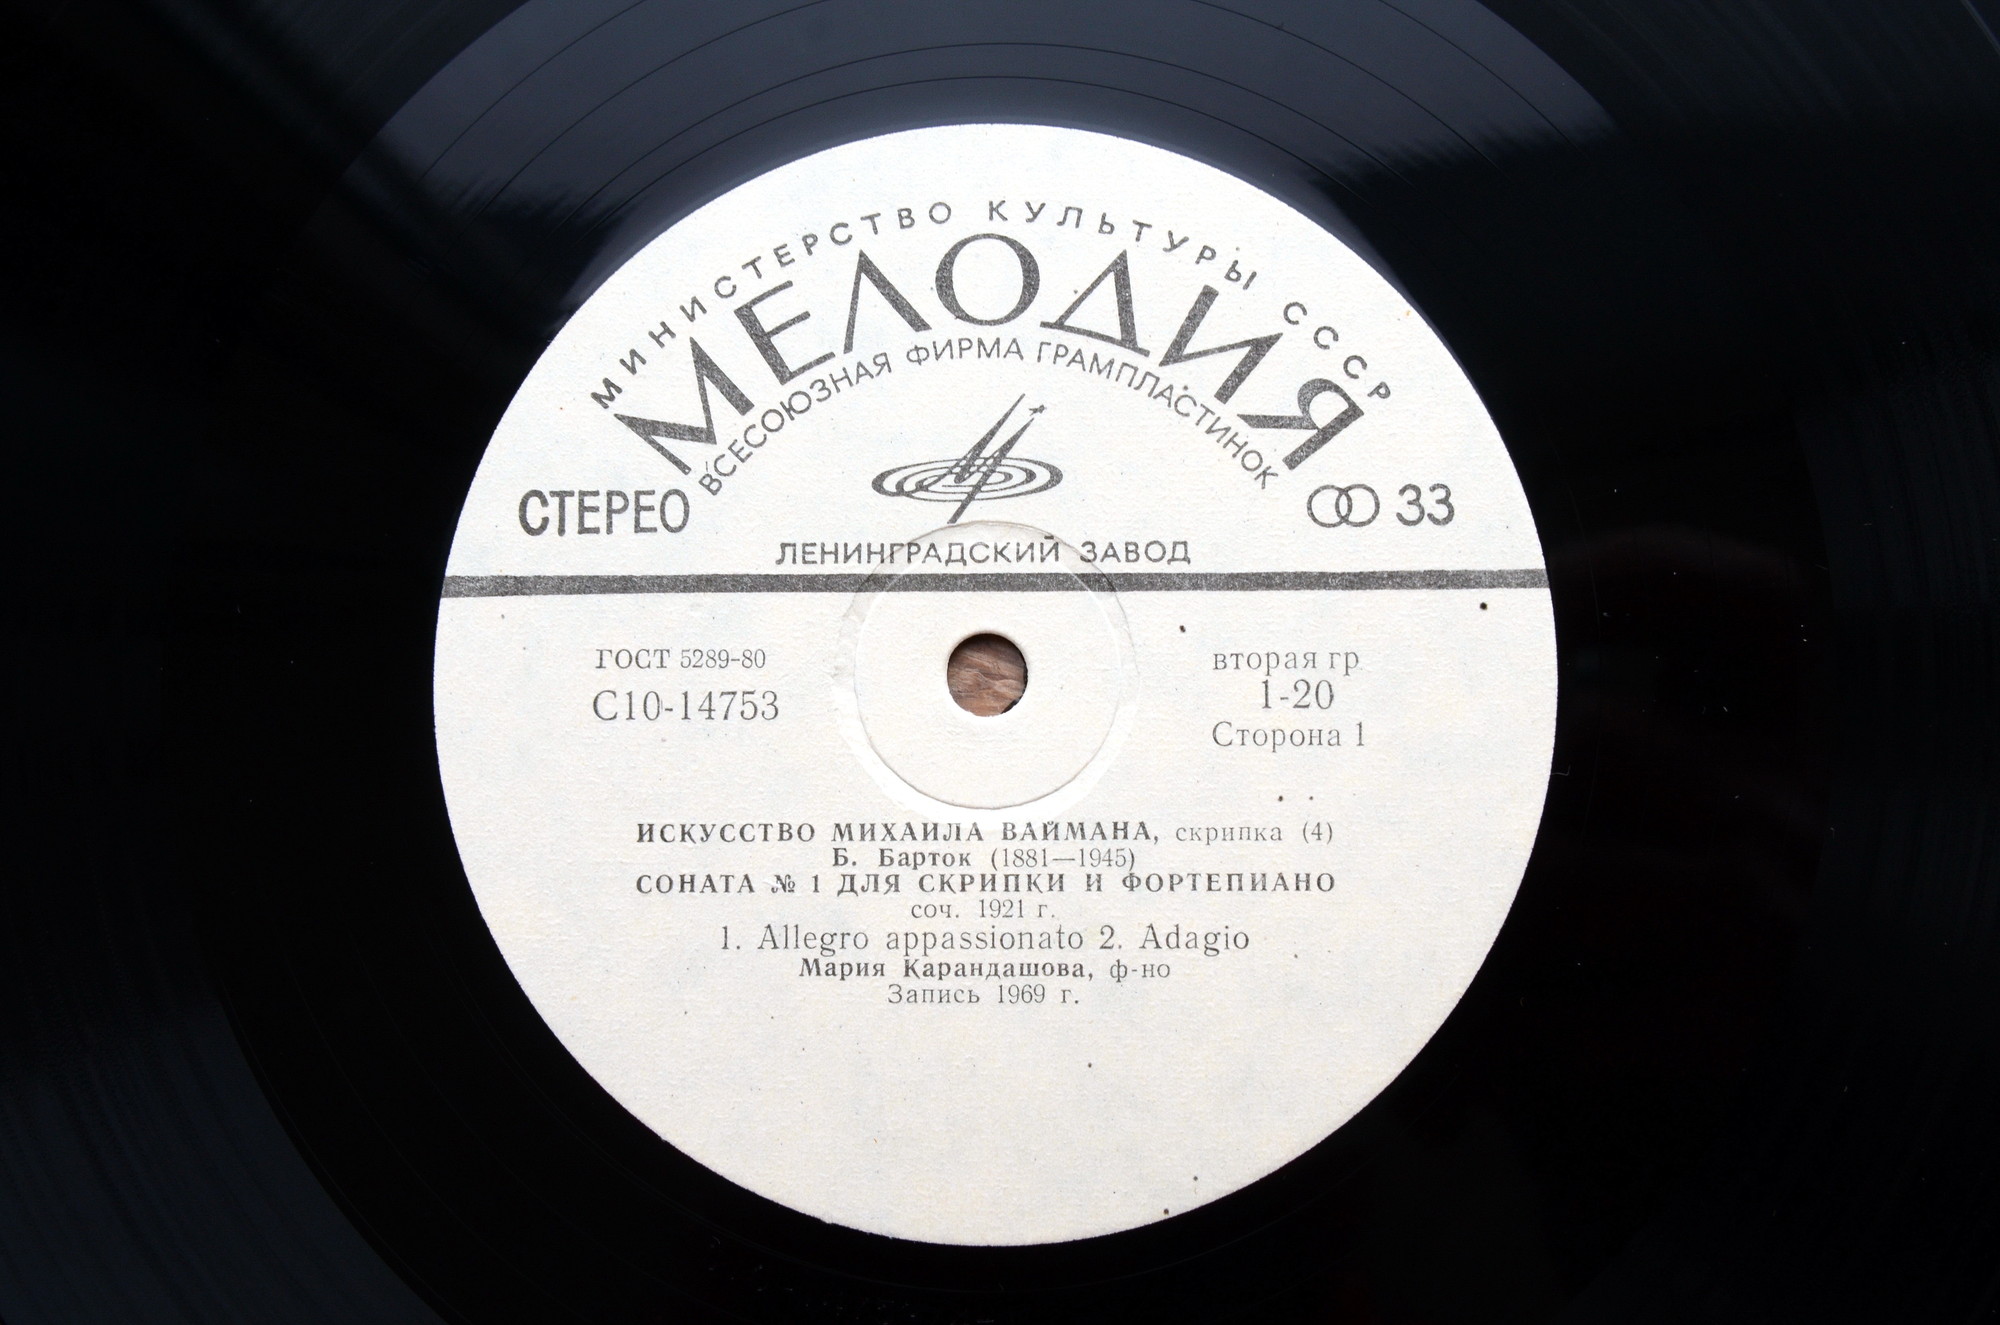 МИНИСТЕРСТВО КУЛЬТУРЫ СССР
МЕЛОДИЯ
ВСЕСОЮЗНАЯ ФИРМА ГРАМПЛАСТИНОК
СТЕРЕО
33
ЛЕНИНГРАДСКИЙ ЗАВОД
ГОСТ 5289-80
С10-14753
вторая гр
1-20
Сторона 1
ИСКУССТВО МИХАИЛА ВАЙМАНА, скрипка (4)
Б. Барток (1881—1945)
СОНАТА № 1 ДЛЯ СКРИПКИ И ФОРТЕПИАНО
соч. 1921 г.
1. Allegro appassionato 2. Adagio
Мария Карандашова, ф-но
Запись 1969 г.